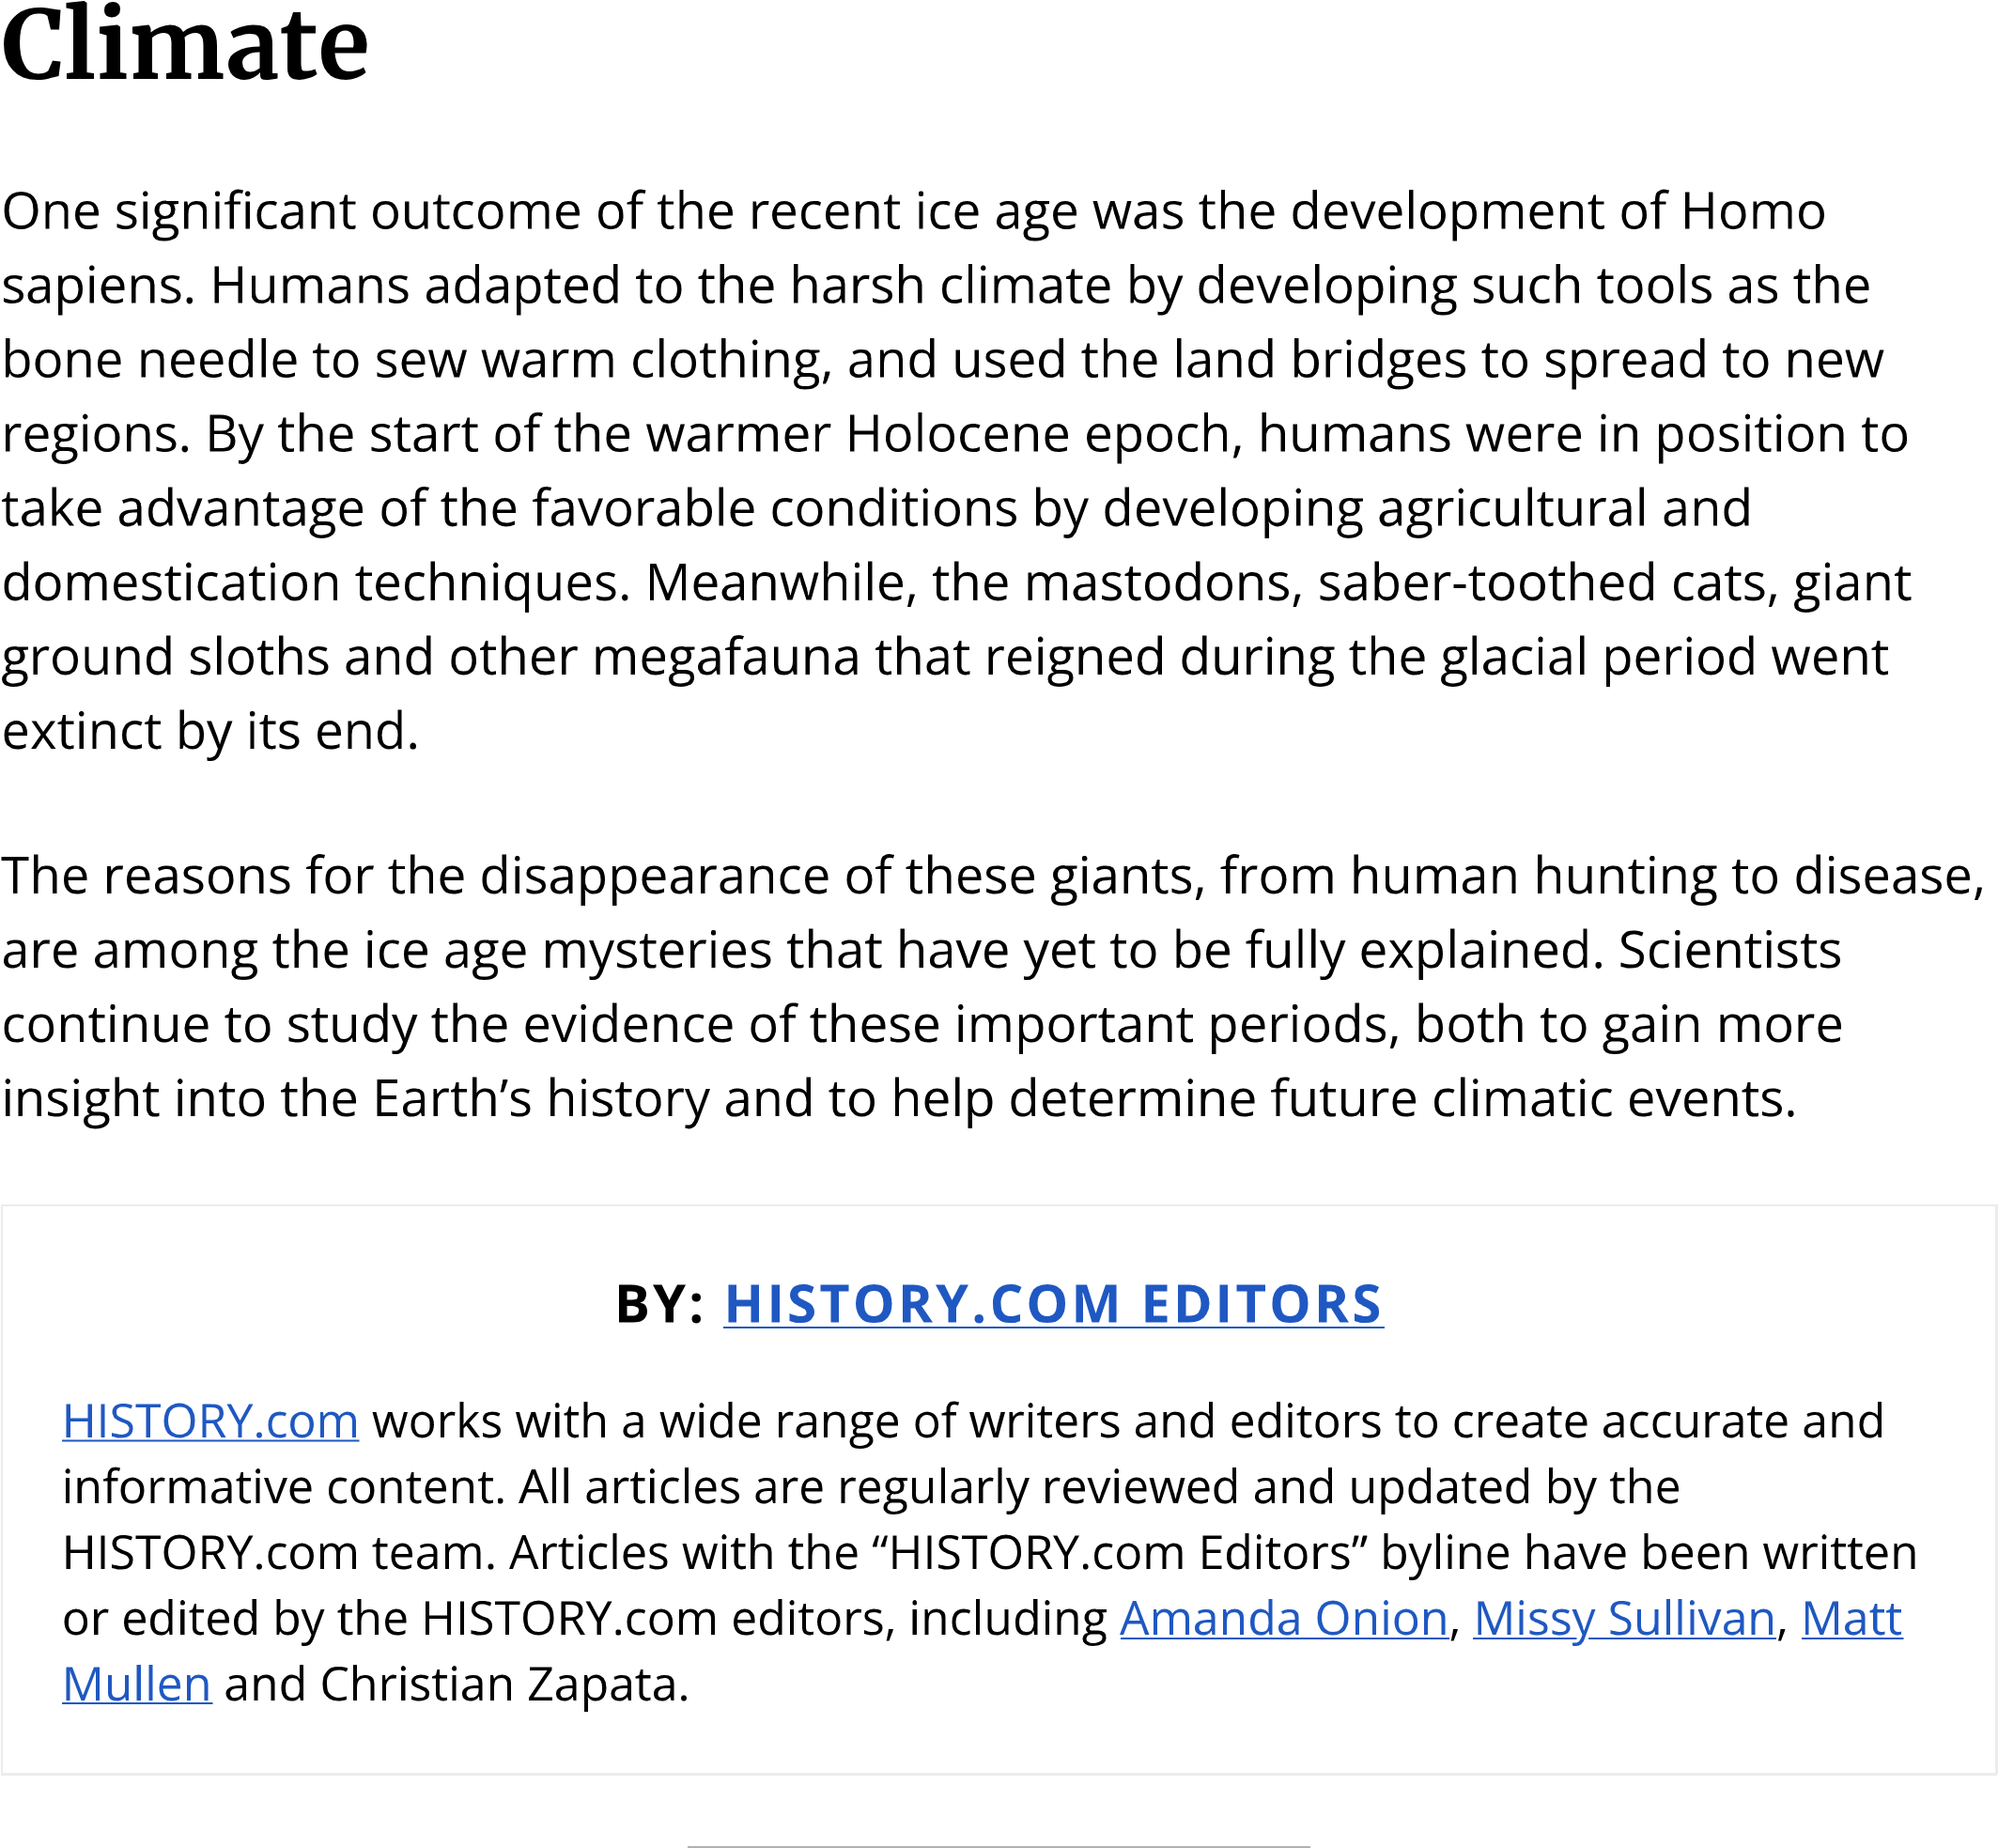 Climate
One significant outcome of the recent ice age was the development of Homo
sapiens. Humans adapted to the harsh climate by developing such tools as the
bone needle to sew warm clothing, and used the land bridges to spread to new
regions. By the start of the warmer Holocene epoch, humans were in position to
take advantage of the favorable conditions by developing agricultural and
domestication techniques. Meanwhile, the mastodons, saber-toothed cats, giant
ground sloths and other megafauna that reigned during the glacial period went
extinct by its end.
The reasons for the disappearance of these giants, from human hunting to disease,
are among the ice age mysteries that have yet to be fully explained. Scientists
continue to study the evidence of these important periods, both to gain more
insight into the Earth’s history and to help determine future climatic events.
BY: HISTORY.COM EDITORS
HISTORY.com works with a wide range of writers and editors to create accurate and
informative content. All articles are regularly reviewed and updated by the
HISTORY.com team. Articles with the “HISTORY.com Editors” byline have been written
or edited by the HISTORY.com editors, including Amanda Onion, Missy Sullivan, Matt
Mullen and Christian Zapata.